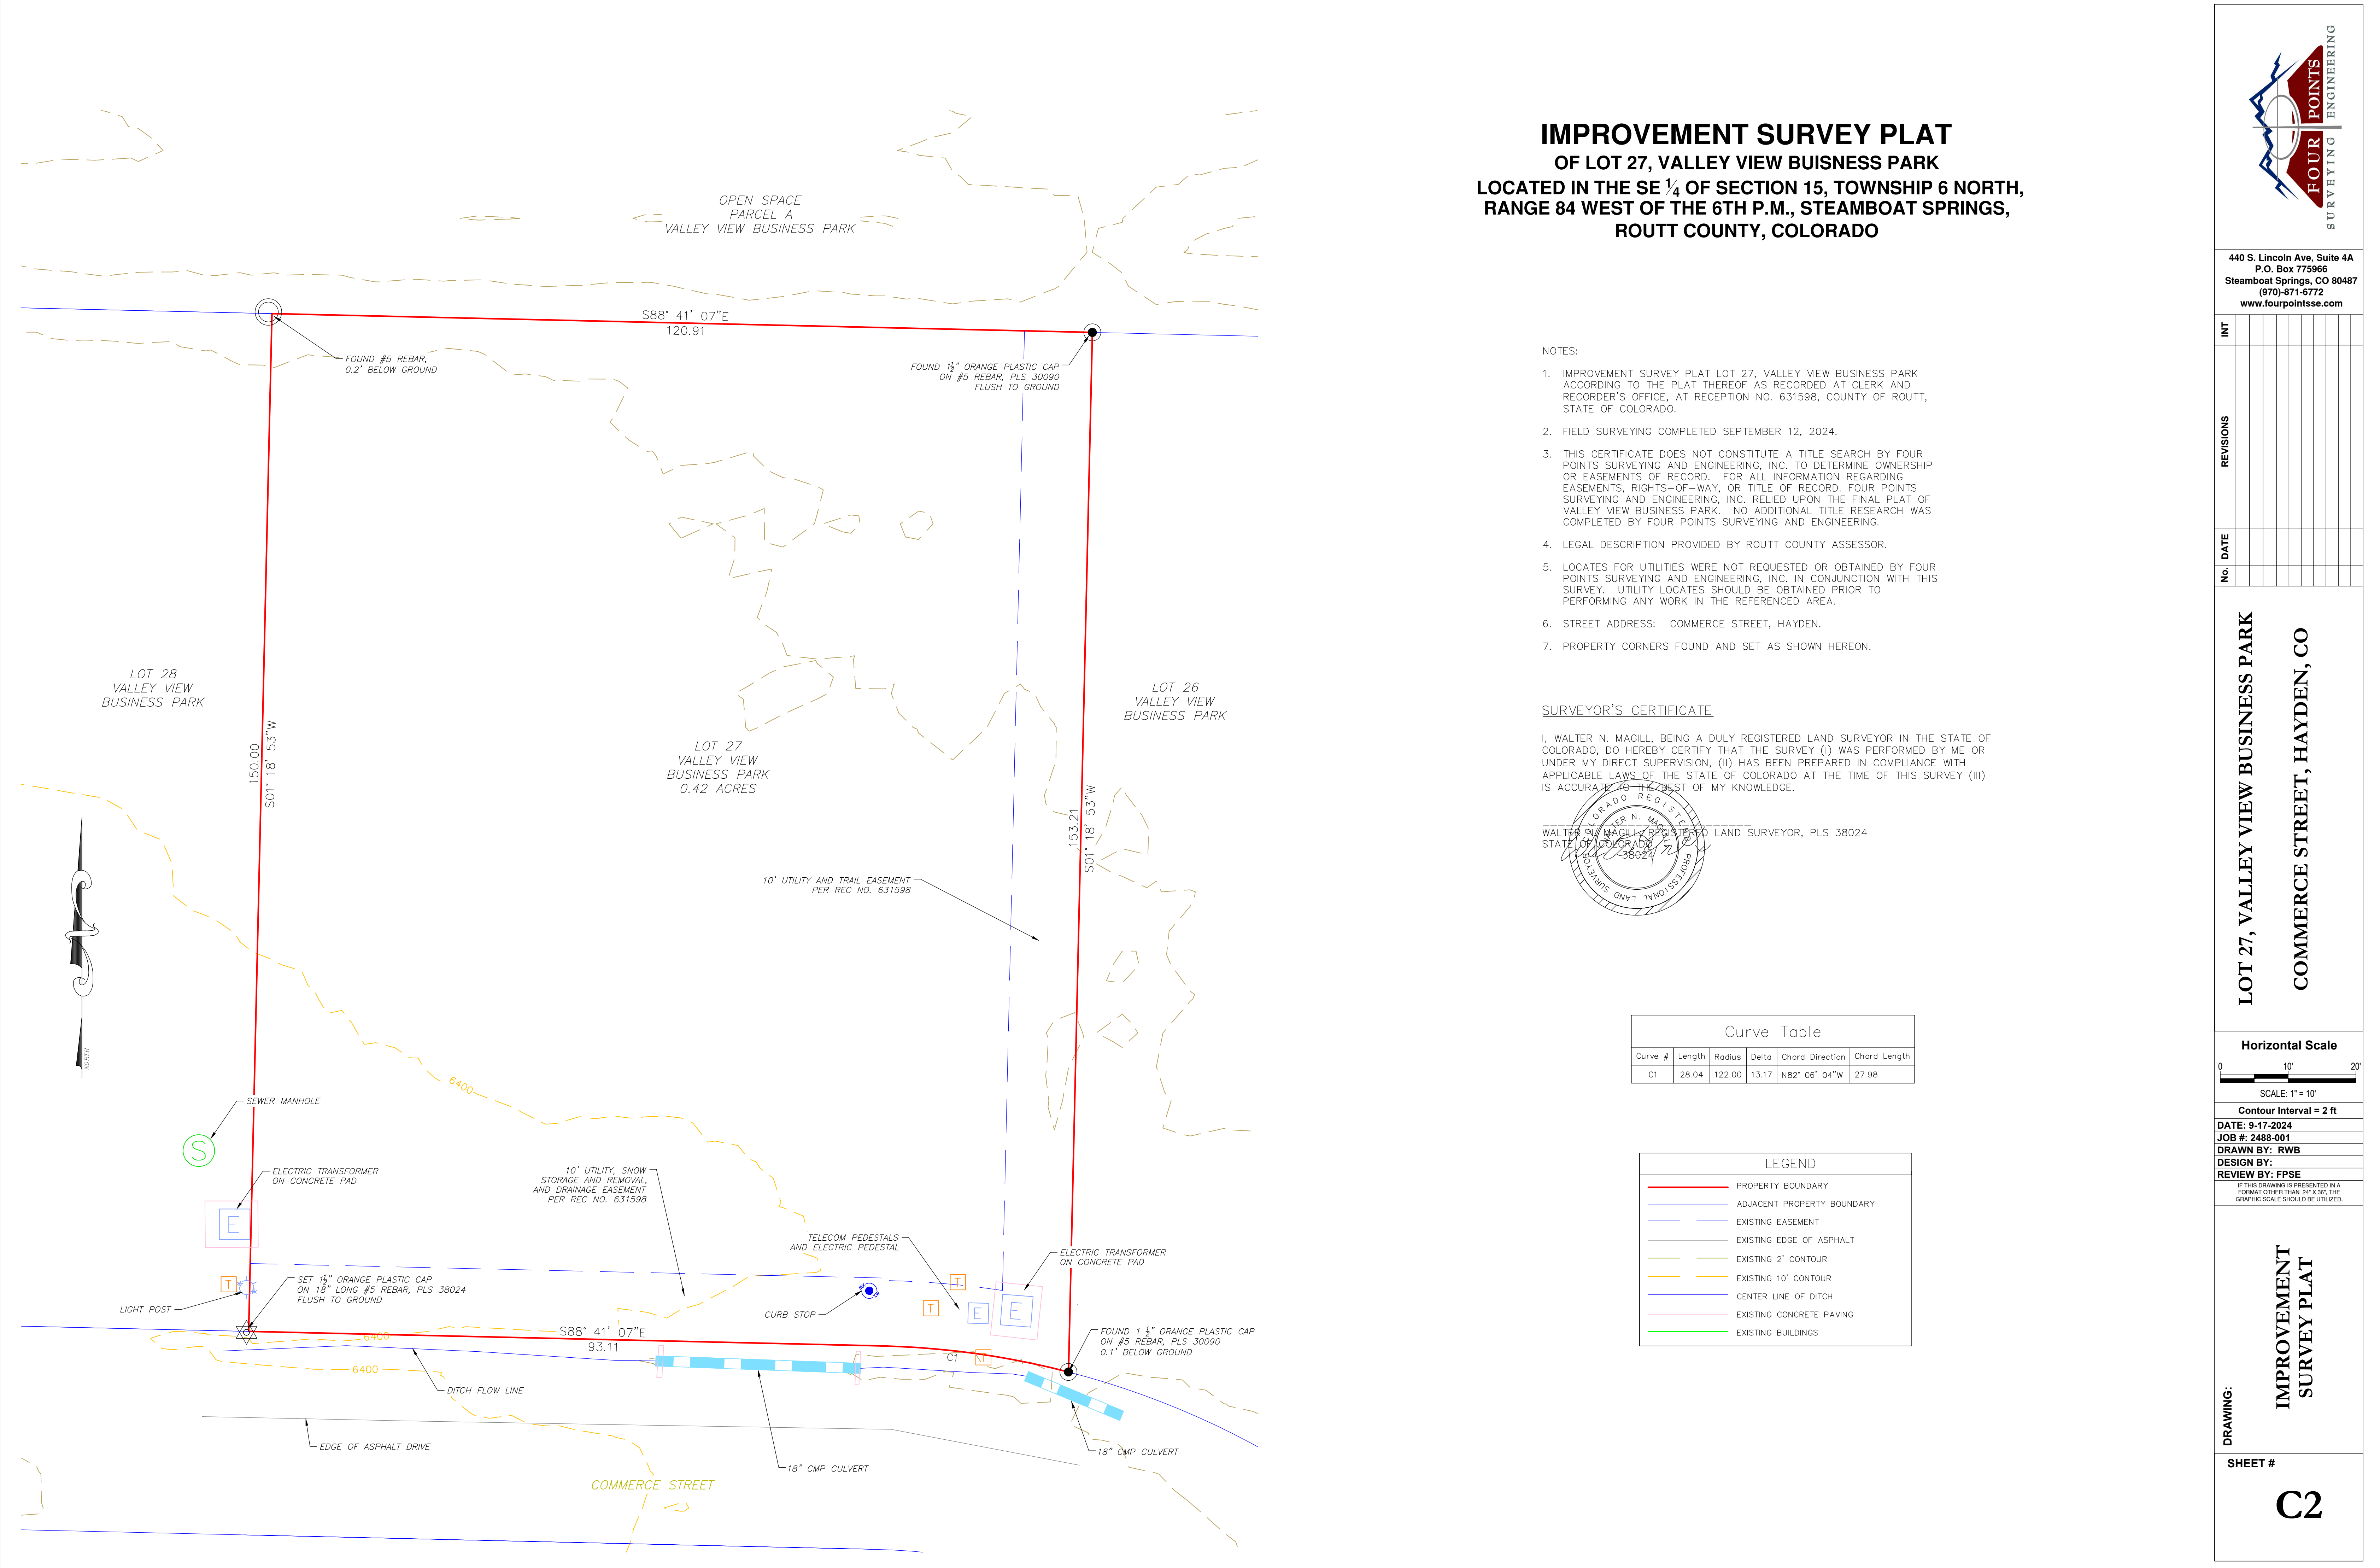 OPEN SPACE
PARCEL A
VALLEY VIEW BUSINESS PARK
S88° 41' 07"E
120.91
FOUND #5 REBAR,
0.2' BELOW GROUND
FOUND 1½" ORANGE PLASTIC CAP
ON #5 REBAR, PLS 30090
FLUSH TO GROUND
LOT 28
VALLEY VIEW
BUSINESS PARK
150.00
S01° 18' 53"W
LOT 27
VALLEY VIEW
BUSINESS PARK
0.42 ACRES
LOT 26
VALLEY VIEW
BUSINESS PARK
153.21
S01° 18' 53"W
10' UTILITY AND TRAIL EASEMENT
PER REC NO. 631598
NORTH
6400
SEWER MANHOLE
S
ELECTRIC TRANSFORMER
ON CONCRETE PAD
E
10' UTILITY, SNOW
STORAGE AND REMOVAL,
AND DRAINAGE EASEMENT
PER REC NO. 631598
TELECOM PEDESTALS
AND ELECTRIC PEDESTAL
ELECTRIC TRANSFORMER
ON CONCRETE PAD
T
SET 1½" ORANGE PLASTIC CAP
ON 18" LONG #5 REBAR, PLS 38024
FLUSH TO GROUND
LIGHT POST
CURB STOP
T
T
E
E
6400
S88° 41' 07"E
93.11
C1
T
FOUND 1 ½" ORANGE PLASTIC CAP
ON #5 REBAR, PLS 30090
0.1' BELOW GROUND
6400
DITCH FLOW LINE
EDGE OF ASPHALT DRIVE
18" CMP CULVERT
18" CMP CULVERT
COMMERCE STREET
IMPROVEMENT SURVEY PLAT
OF LOT 27, VALLEY VIEW BUISNESS PARK
LOCATED IN THE SE 1/4 OF SECTION 15, TOWNSHIP 6 NORTH,
RANGE 84 WEST OF THE 6TH P.M., STEAMBOAT SPRINGS,
ROUTT COUNTY, COLORADO
NOTES:
1. IMPROVEMENT SURVEY PLAT LOT 27, VALLEY VIEW BUSINESS PARK
ACCORDING TO THE PLAT THEREOF AS RECORDED AT CLERK AND
RECORDER'S OFFICE, AT RECEPTION NO. 631598, COUNTY OF ROUTT,
STATE OF COLORADO.
2. FIELD SURVEYING COMPLETED SEPTEMBER 12, 2024.
3. THIS CERTIFICATE DOES NOT CONSTITUTE A TITLE SEARCH BY FOUR
POINTS SURVEYING AND ENGINEERING, INC. TO DETERMINE OWNERSHIP
OR EASEMENTS OF RECORD. FOR ALL INFORMATION REGARDING
EASEMENTS, RIGHTS-OF-WAY, OR TITLE OF RECORD. FOUR POINTS
SURVEYING AND ENGINEERING, INC. RELIED UPON THE FINAL PLAT OF
VALLEY VIEW BUSINESS PARK. NO ADDITIONAL TITLE RESEARCH WAS
COMPLETED BY FOUR POINTS SURVEYING AND ENGINEERING.
4. LEGAL DESCRIPTION PROVIDED BY ROUTT COUNTY ASSESSOR.
5. LOCATES FOR UTILITIES WERE NOT REQUESTED OR OBTAINED BY FOUR
POINTS SURVEYING AND ENGINEERING, INC. IN CONJUNCTION WITH THIS
SURVEY. UTILITY LOCATES SHOULD BE OBTAINED PRIOR TO
PERFORMING ANY WORK IN THE REFERENCED AREA.
6. STREET ADDRESS: COMMERCE STREET, HAYDEN.
7. PROPERTY CORNERS FOUND AND SET AS SHOWN HEREON.
SURVEYOR'S CERTIFICATE
I, WALTER N. MAGILL, BEING A DULY REGISTERED LAND SURVEYOR IN THE STATE OF
COLORADO, DO HEREBY CERTIFY THAT THE SURVEY (I) WAS PERFORMED BY ME OR
UNDER MY DIRECT SUPERVISION, (II) HAS BEEN PREPARED IN COMPLIANCE WITH
APPLICABLE LAWS OF THE STATE OF COLORADO AT THE TIME OF THIS SURVEY (III)
IS ACCURATE TO THE BEST OF MY KNOWLEDGE.
WALTER N. MAGILL, REGISTERED LAND SURVEYOR, PLS 38024
STATE OF COLORADO
COLORADO REGISTERED
WALTER N. MAGILL
38024
PROFESSIONAL LAND SURVEYOR
Curve Table
Curve # Length Radius Delta Chord Direction Chord Length
C1 28.04 122.00 13.17 N82° 06' 04"W 27.98
LEGEND
PROPERTY BOUNDARY
ADJACENT PROPERTY BOUNDARY
EXISTING EASEMENT
EXISTING EDGE OF ASPHALT
EXISTING 2' CONTOUR
EXISTING 10' CONTOUR
CENTER LINE OF DITCH
EXISTING CONCRETE PAVING
EXISTING BUILDINGS
FOUR POINTS
SURVEYING ENGINEERING
440 S. Lincoln Ave, Suite 4A
P.O. Box 775966
Steamboat Springs, CO 80487
(970)-871-6772
www.fourpointsse.com
INT
REVISIONS
DATE
No.
LOT 27, VALLEY VIEW BUSINESS PARK
COMMERCE STREET, HAYDEN, CO
Horizontal Scale
0 10' 20'
SCALE: 1" = 10'
Contour Interval = 2 ft
DATE: 9-17-2024
JOB #: 2488-001
DRAWN BY: RWB
DESIGN BY:
REVIEW BY: FPSE
IF THIS DRAWING IS PRESENTED IN A
FORMAT OTHER THAN 24" X 36", THE
GRAPHIC SCALE SHOULD BE UTILIZED.
DRAWING:
IMPROVEMENT
SURVEY PLAT
SHEET #
C2